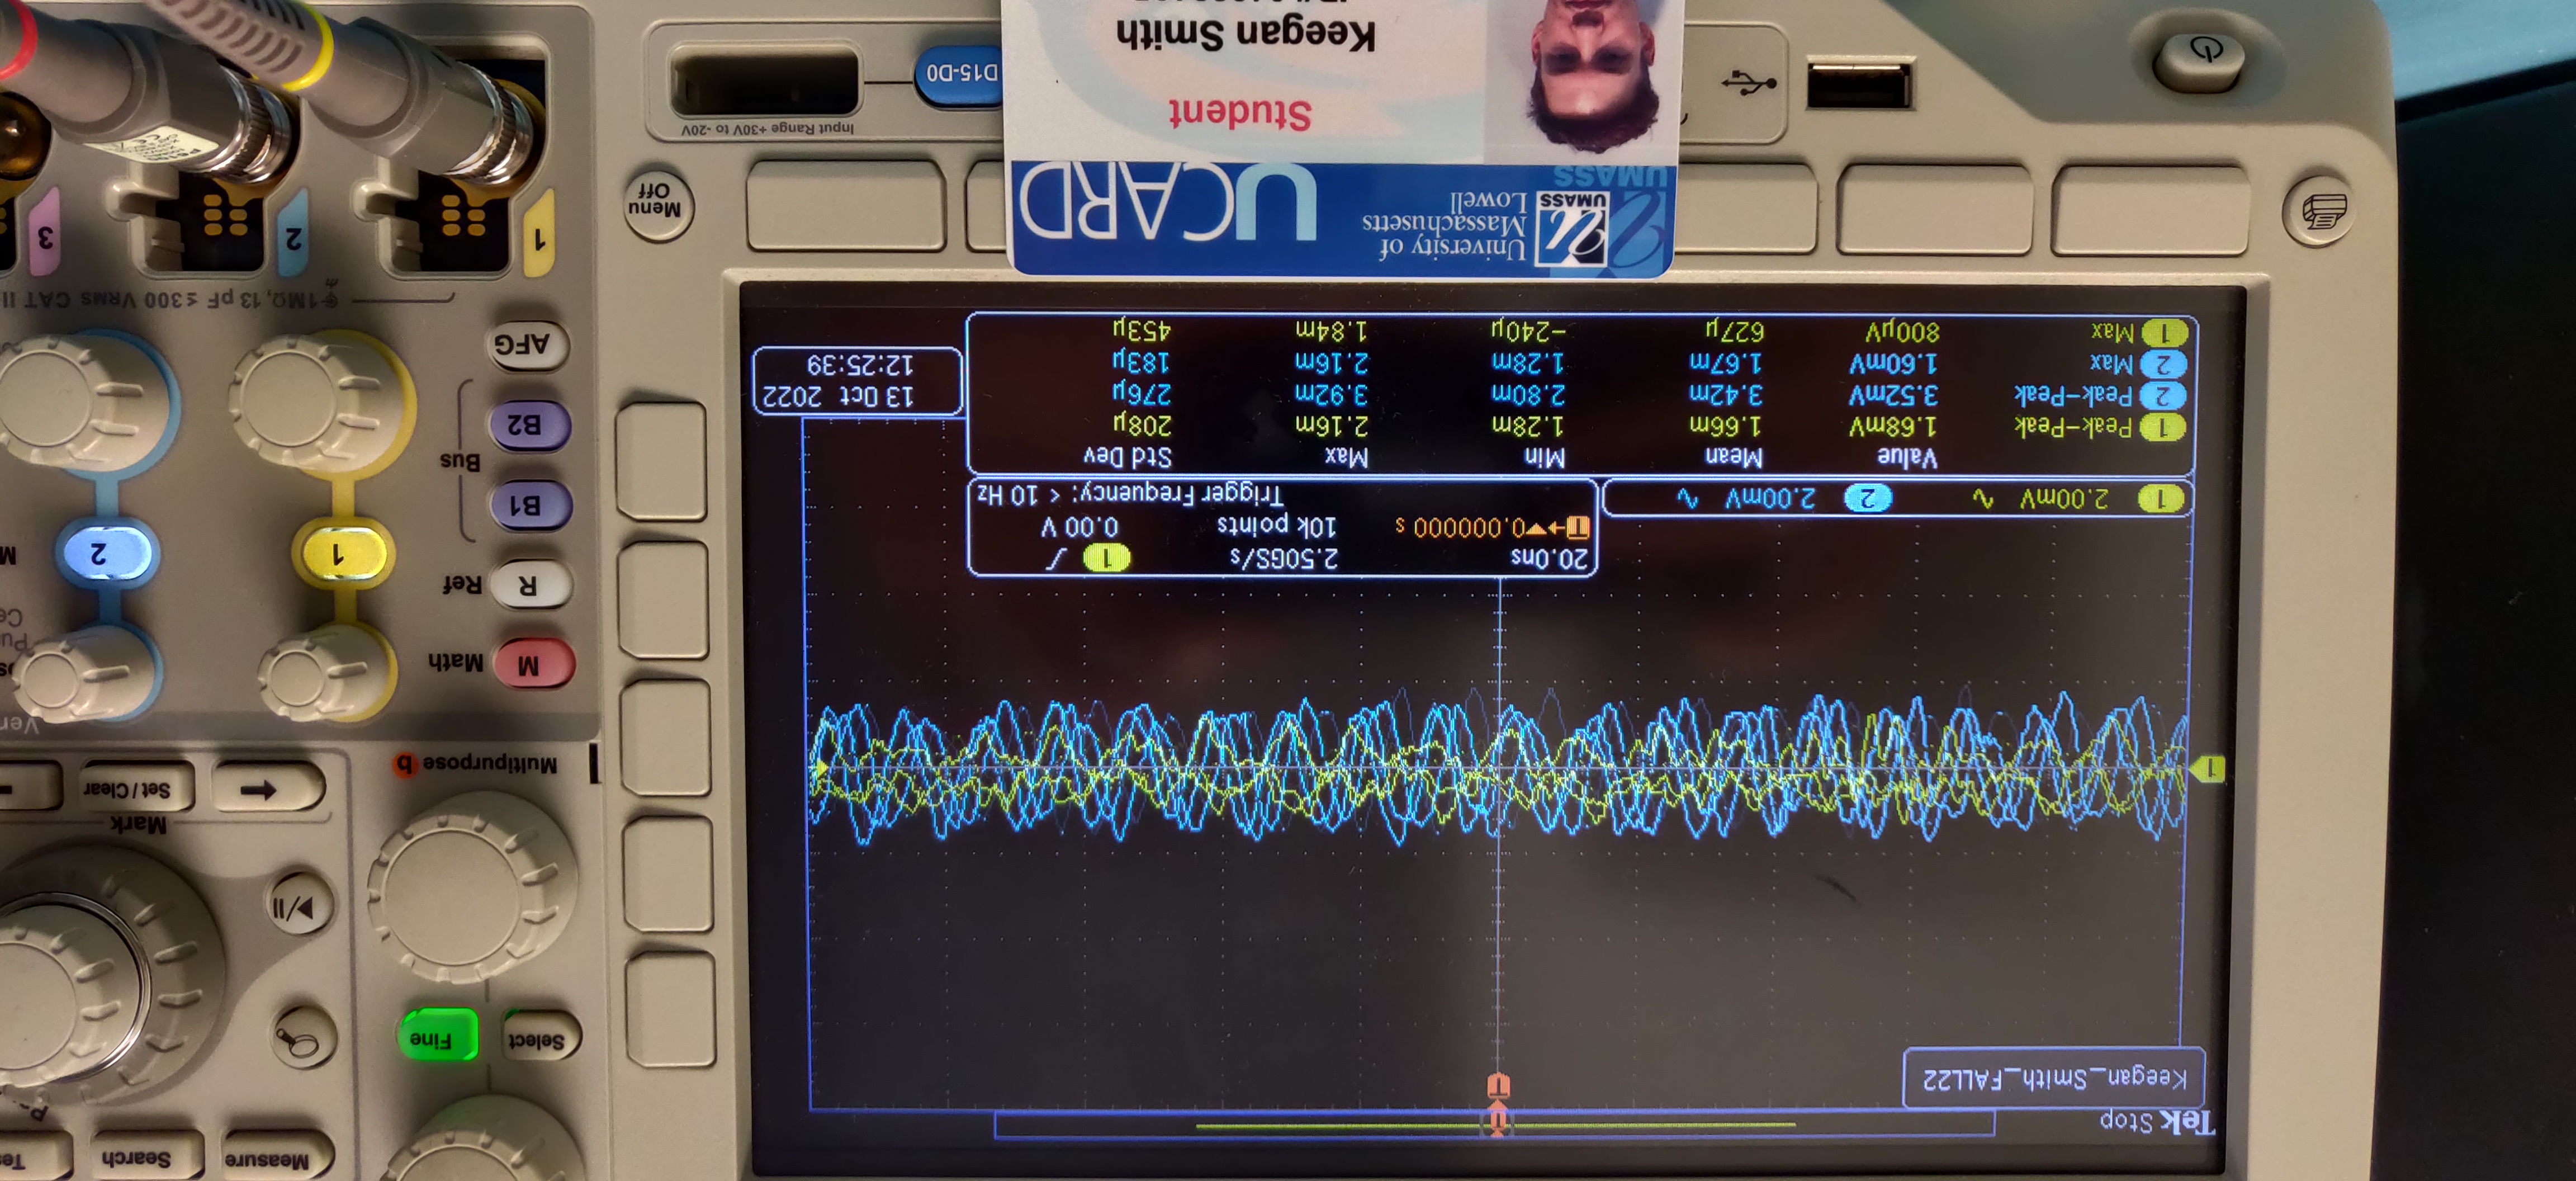 Tek Stop
T
T
Keegan_Smith_FALL22
1
20.0ns 2.50GS/s 1
T 0.000000 s 10k points 0.00 V
Trigger Frequency: < 10 Hz
1 2.00mV 2 2.00mV
Value Mean Min Max Std Dev
1 Peak-Peak 1.68mV 1.66m 1.28m 2.16m 208µ
2 Peak-Peak 3.52mV 3.42m 2.80m 3.92m 276µ
2 Max 1.60mV 1.67m 1.28m 2.16m 183µ
1 Max 800µV 627µ −240µ 1.84m 453µ
13 Oct 2022
12:25:39
Measure Search
Select Fine
Mark
Set / Clear
Multipurpose b
M Math
R Ref
B1
Bus
B2
AFG
1 2
1MΩ, 13 pF ≤300 VRMS CAT II
1 2 3
Menu
Off
Input Range +30V to -20V
D15-D0
University of
Massachusetts
Lowell
UMASS
UMASS
UCARD
Student
Keegan Smith